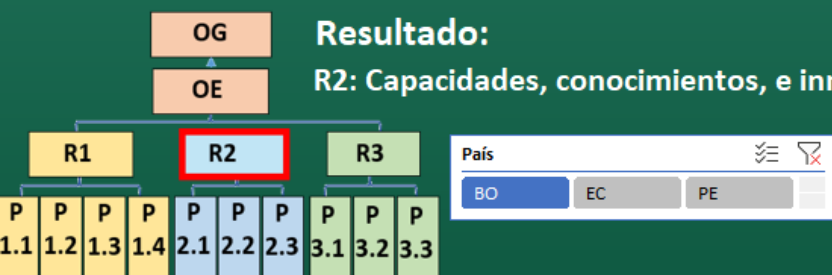 OG
Resultado:
OE
R2: Capacidades, conocimientos, e
R1
R2
R3
País
BO
EC
PE
P 1.1
P 1.2
P 1.3
P 1.4
P 2.1
P 2.2
P 2.3
P 3.1
P 3.2
P 3.3